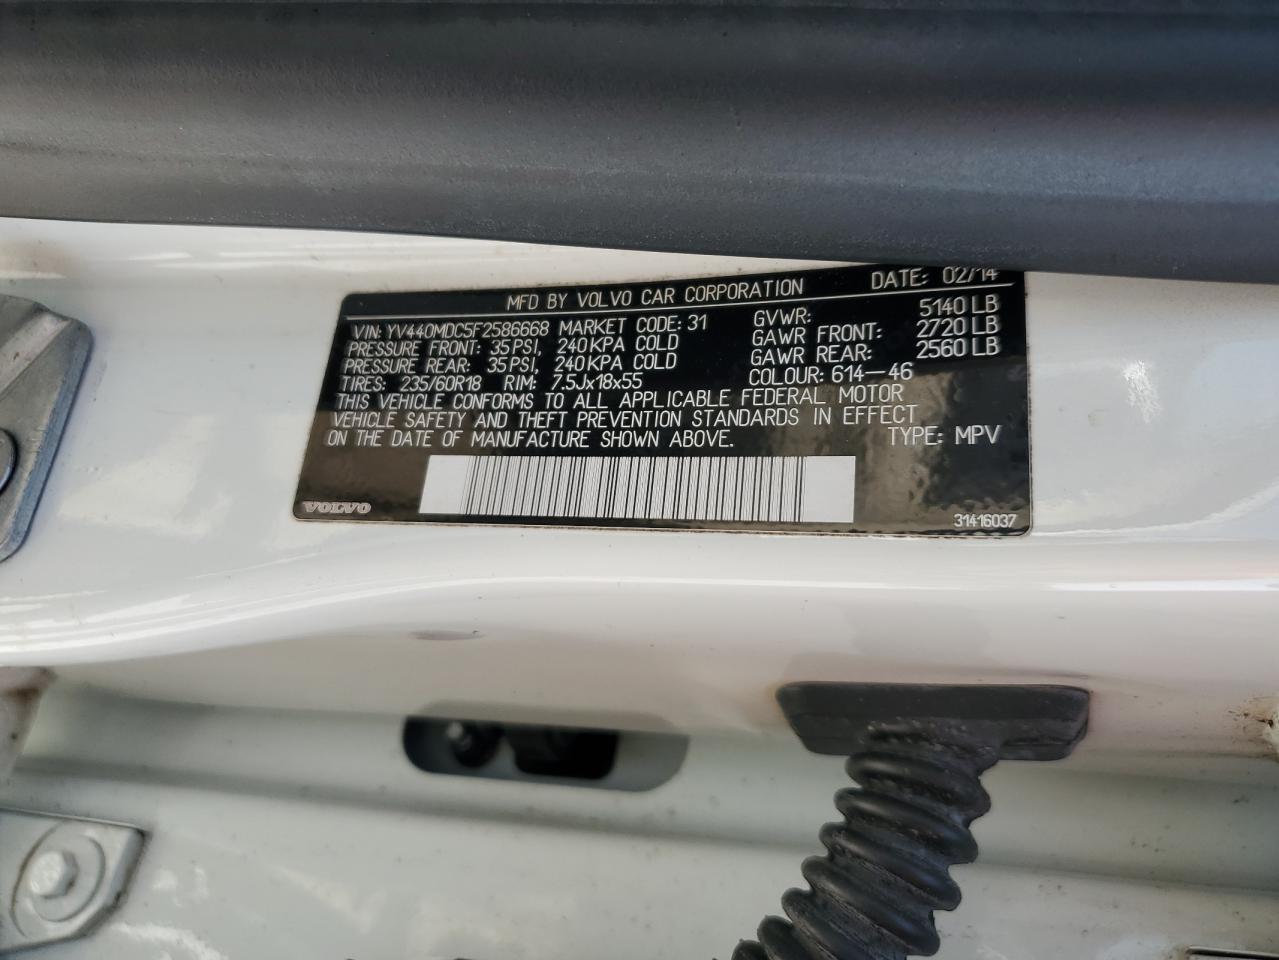 MFD BY VOLVO CAR CORPORATION DATE: 02/14
VIN: YV440MDC5F2586668 MARKET CODE: 31 GVWR: 5140 LB
PRESSURE FRONT: 35PSI, 240KPA COLD GAWR FRONT: 2720 LB
PRESSURE REAR: 35PSI, 240KPA COLD GAWR REAR: 2560 LB
TIRES: 235/60R18 RIM: 7.5Jx18x55 COLOUR: 614-46
THIS VEHICLE CONFORMS TO ALL APPLICABLE FEDERAL MOTOR
VEHICLE SAFETY AND THEFT PREVENTION STANDARDS IN EFFECT
ON THE DATE OF MANUFACTURE SHOWN ABOVE. TYPE: MPV
VOLVO 31416037